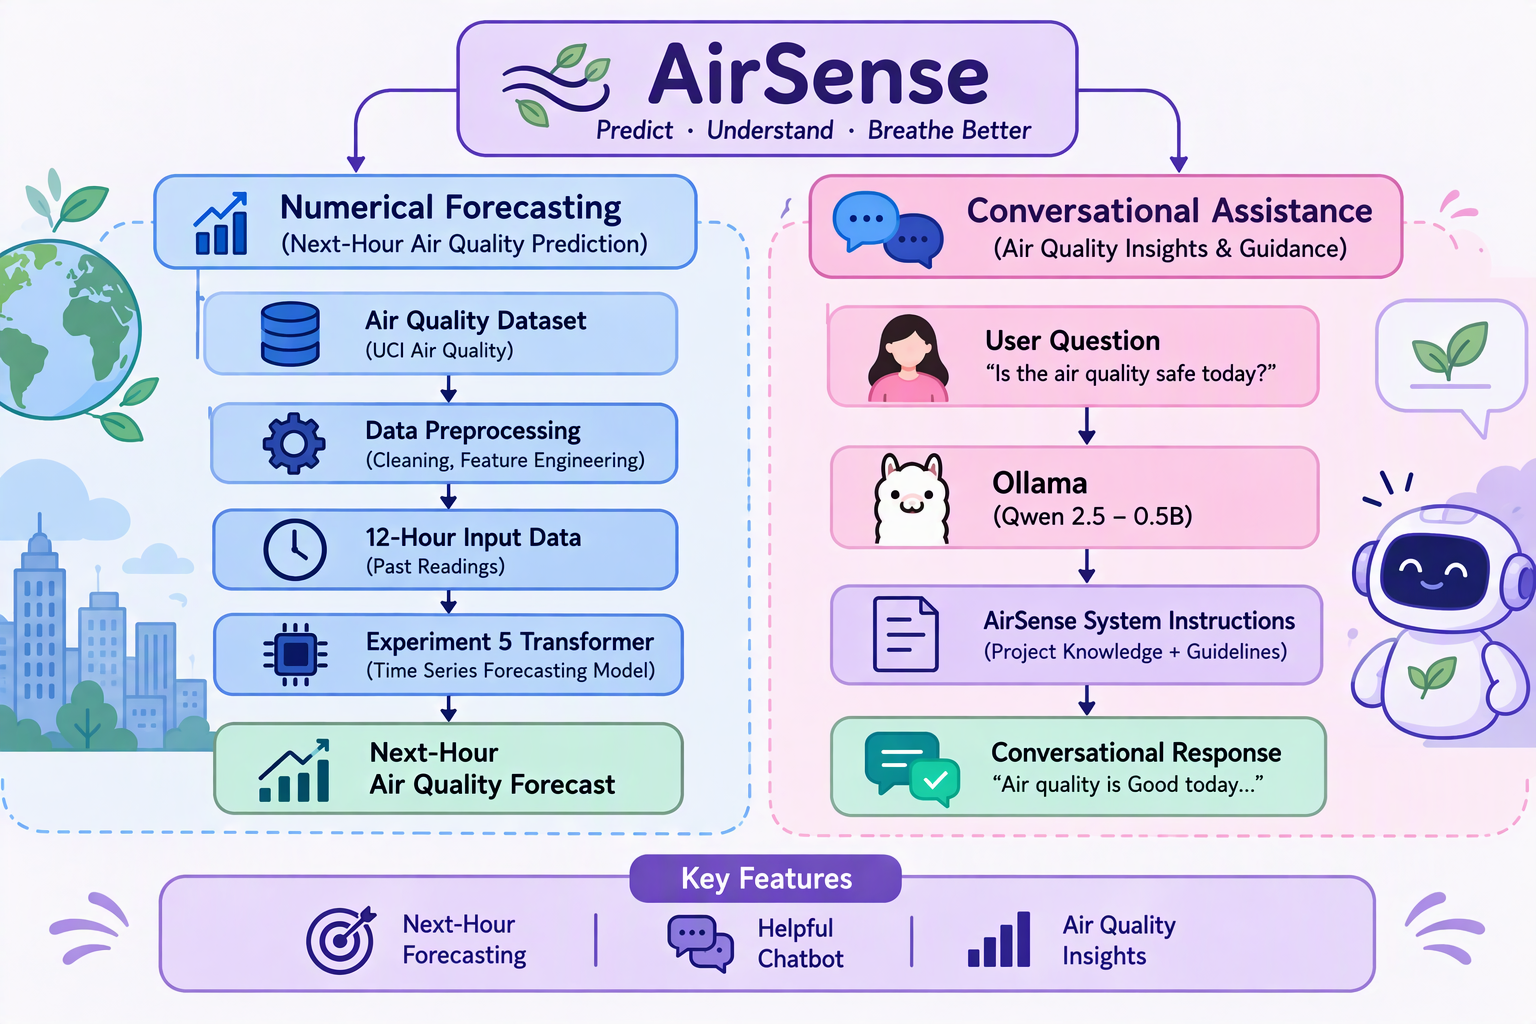 AirSense
Predict · Understand · Breathe Better
Numerical Forecasting
(Next-Hour Air Quality Prediction)
Air Quality Dataset
(UCI Air Quality)
Data Preprocessing
(Cleaning, Feature Engineering)
12-Hour Input Data
(Past Readings)
Experiment 5 Transformer
(Time Series Forecasting Model)
Next-Hour
Air Quality Forecast
Conversational Assistance
(Air Quality Insights & Guidance)
User Question
“Is the air quality safe today?”
Ollama
(Qwen 2.5 – 0.5B)
AirSense System Instructions
(Project Knowledge + Guidelines)
Conversational Response
“Air quality is Good today...”
Key Features
Next-Hour
Forecasting
Helpful
Chatbot
Air Quality
Insights